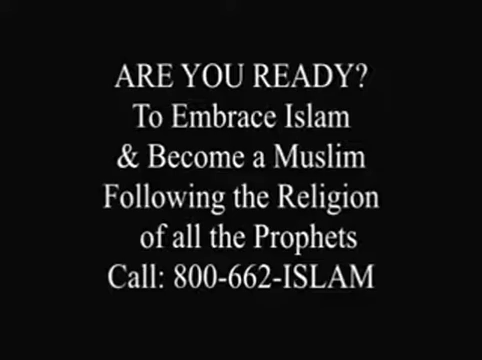 ARE YOU READY?
To Embrace Islam
& Become a Muslim
Following the Religion
of all the Prophets
Call: 800-662-ISLAM